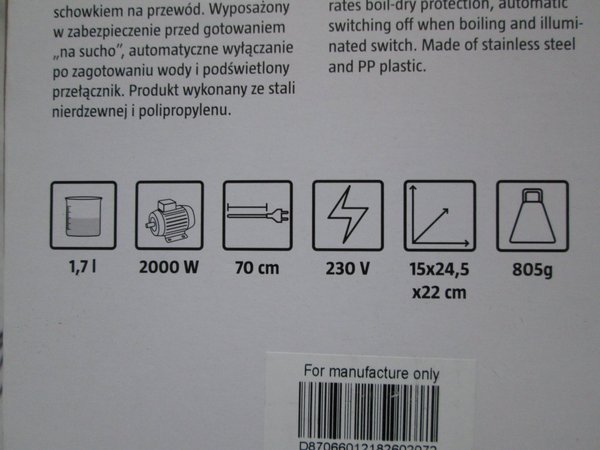 schowkiem na przewód. Wyposażony
w zabezpieczenie przed gotowaniem
„na sucho”, automatyczne wyłączanie
po zagotowaniu wody i podświetlony
przełącznik. Produkt wykonany ze stali
nierdzewnej i polipropylenu.
rates boil-dry protection, automatic
switching off when boiling and illumi-
nated switch. Made of stainless steel
and PP plastic.
1,7 l
2000 W
70 cm
230 V
15x24,5
x22 cm
805g
For manufacture only